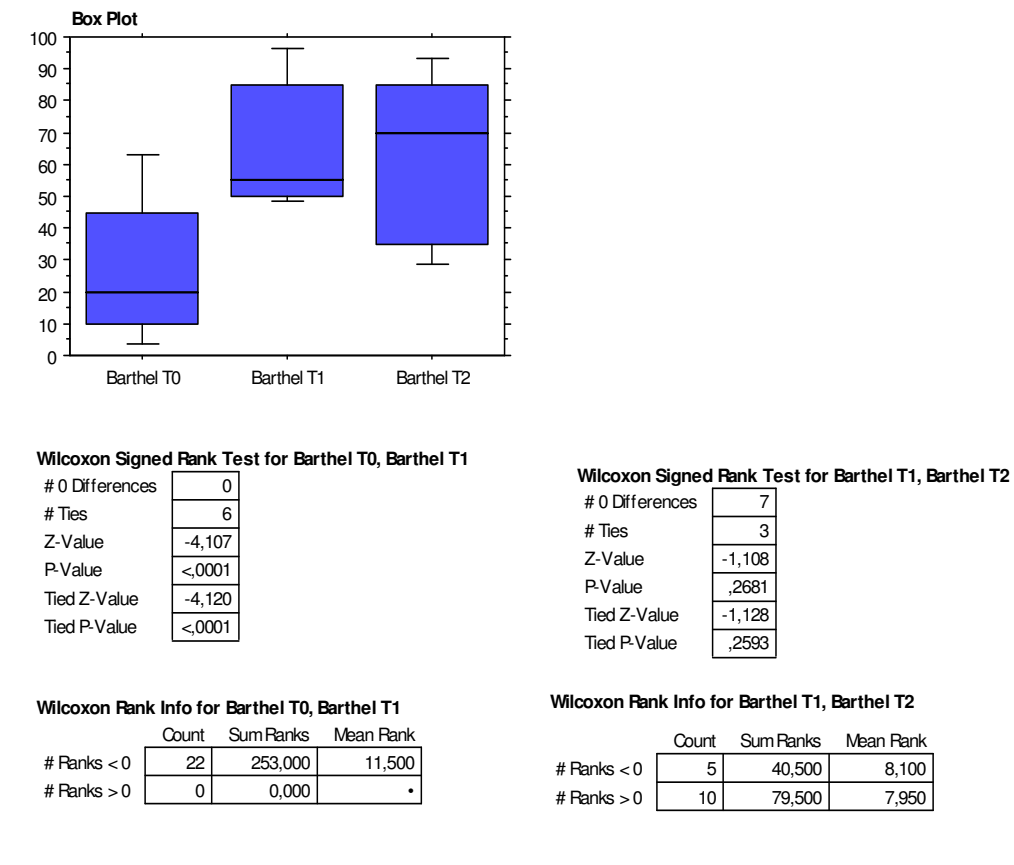 Box Plot
100
90
80
70
60
50
40
30
20
10
0
Barthel T0 Barthel T1 Barthel T2
Wilcoxon Signed Rank Test for Barthel T0, Barthel T1
# 0 Differences 0
# Ties 6
Z-Value -4,107
P-Value <,0001
Tied Z-Value -4,120
Tied P-Value <,0001
Wilcoxon Signed Rank Test for Barthel T1, Barthel T2
# 0 Differences 7
# Ties 3
Z-Value -1,108
P-Value ,2681
Tied Z-Value -1,128
Tied P-Value ,2593
Wilcoxon Rank Info for Barthel T0, Barthel T1
Count Sum Ranks Mean Rank
# Ranks < 0 22 253,000 11,500
# Ranks > 0 0 0,000 •
Wilcoxon Rank Info for Barthel T1, Barthel T2
Count Sum Ranks Mean Rank
# Ranks < 0 5 40,500 8,100
# Ranks > 0 10 79,500 7,950